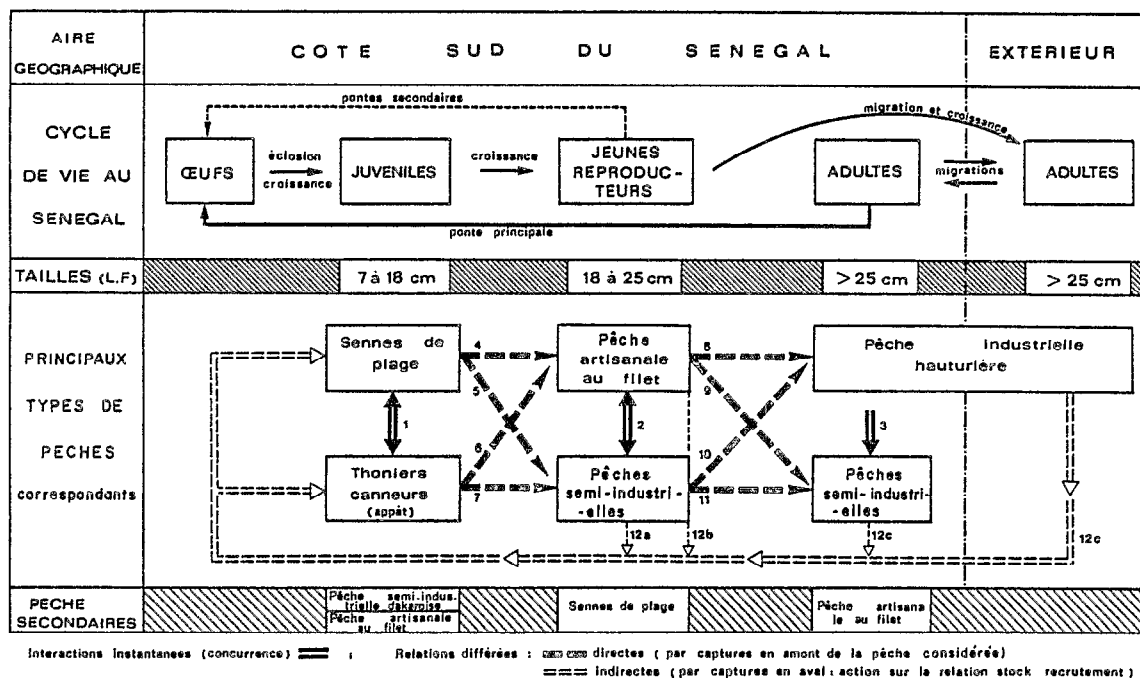 AIRE
GEOGRAPHIQUE
COTE SUD DU SENEGAL
EXTERIEUR
CYCLE
DE VIE AU
SENEGAL
pontes secondaires
migration et croissance
ŒUFS
éclosion
croissance
JUVENILES
croissance
JEUNES
REPRODUC-
TEURS
ADULTES
migrations
ADULTES
ponte principale
TAILLES (L.F)
7 à 18 cm
18 à 25 cm
> 25 cm
> 25 cm
PRINCIPAUX
TYPES DE
PECHES
correspondants
Sennes de
plage
4
5
6
7
1
Thoniers
canneurs
(appât)
Pêche
artisanale
au filet
2
Pêches
semi-industri-
-elles
8
9
10
11
Pêche industrielle
hauturière
3
Pêches
semi-industri-
-elles
12a
12b
12c
12c
PECHE
SECONDAIRES
Pêche semi-indus-
trielle dakaroise
Pêche artisanale
au filet
Sennes de plage
Pêche artisana
le au filet
Interactions instantanées (concurrence) ; Relations différées : directes (par captures en amont de la pêche considérée)
indirectes (par captures en aval : action sur la relation stock recrutement)